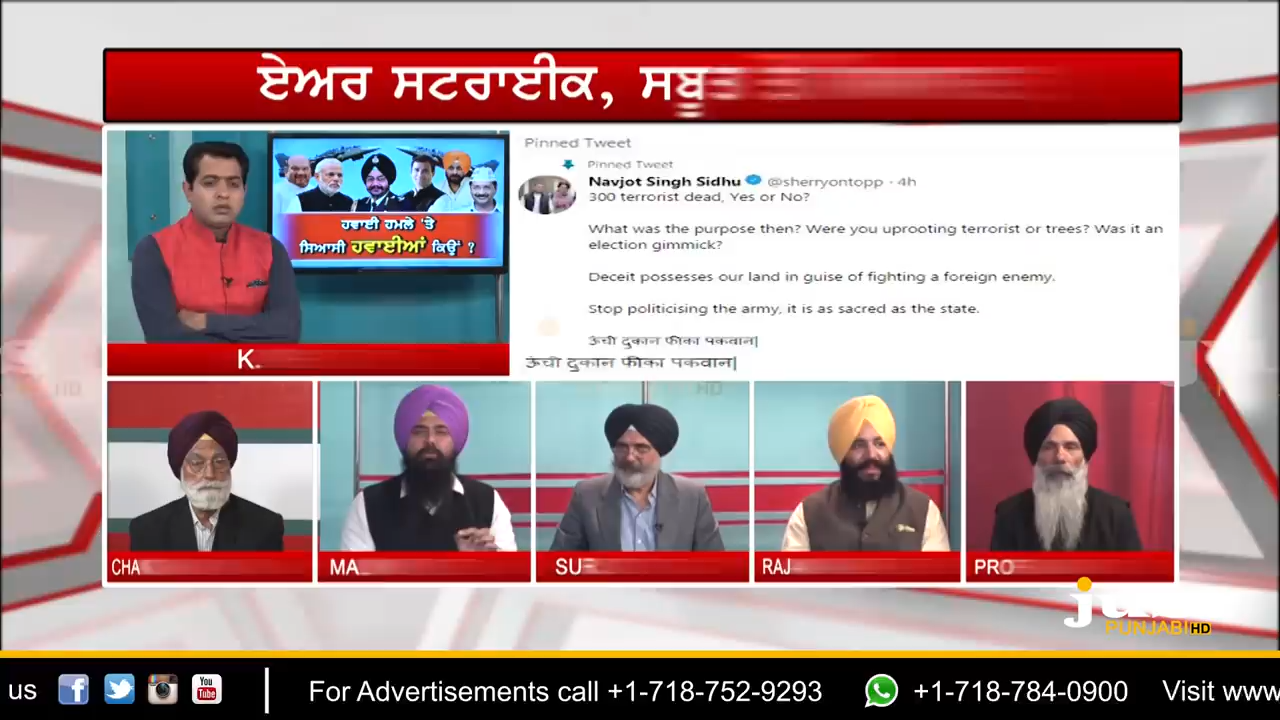 ਏਅਰ ਸਟਰਾਈਕ,
ਹਵਾਈ ਹਮਲੇ 'ਤੇ
ਸਿਆਸੀ ਹਵਾਈਆਂ ਕਿਉਂ ?
K
Pinned Tweet
Pinned Tweet
Navjot Singh Sidhu @sherryontopp · 4h
300 terrorist dead, Yes or No?
What was the purpose then? Were you uprooting terrorist or trees? Was it an
election gimmick?
Deceit possesses our land in guise of fighting a foreign enemy.
Stop politicising the army, it is as sacred as the state.
ऊंची दुकान फीका पकवान|
ऊंची दुकान फीका पकवान|
HD
CHA
MA
SU
RAJ
PRO
PUNJABI HD
us
You
Tube
For Advertisements call +1-718-752-9293
+1-718-784-0900
Visit www